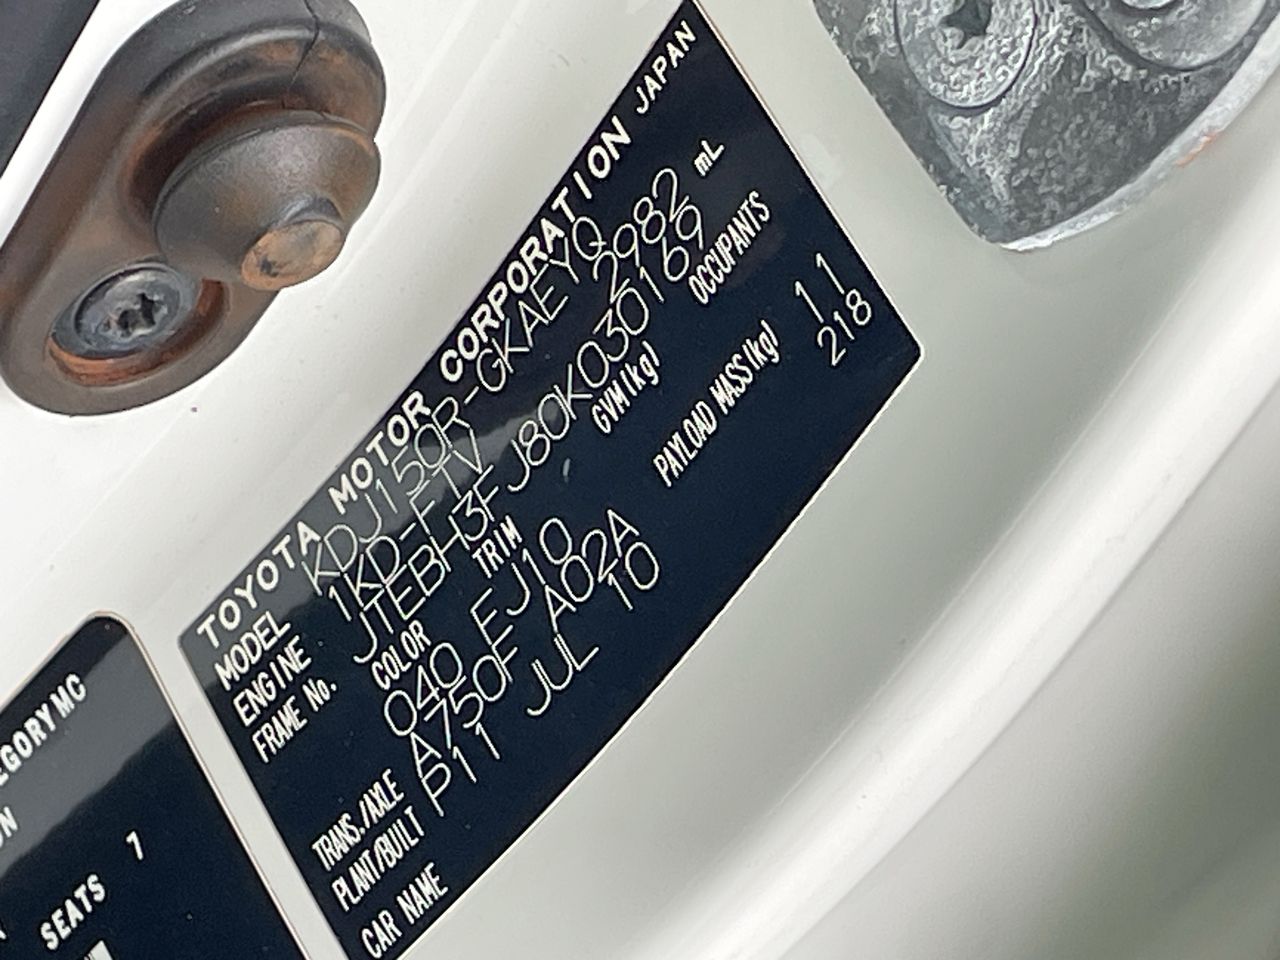 TOYOTA MOTOR CORPORATION JAPAN
MODEL KDJ150R-GKAEYQ
ENGINE 1KD-FTV 2982 mL
FRAME No. JTEBH3FJ80K030169
COLOR TRIM GVM(kg) OCCUPANTS
040 FJ10
TRANS./AXLE A750F A02A PAYLOAD MASS(kg) 11
PLANT/BUILT P11 JUL 10 218
CAR NAME
MC
SEATS 7